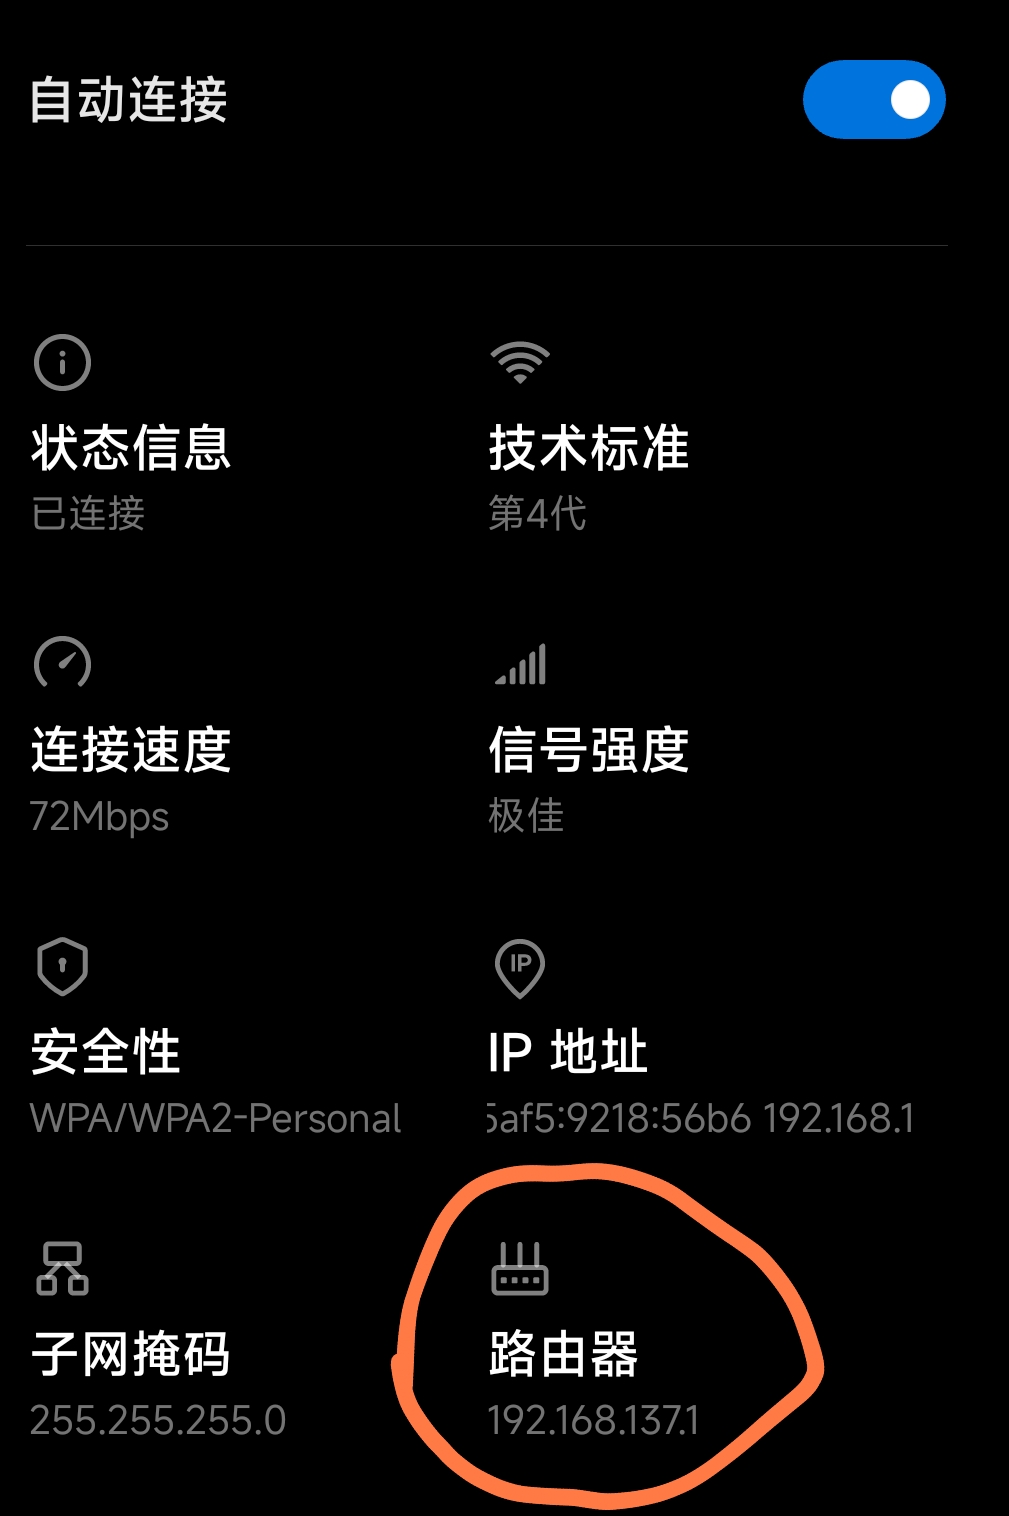 自动连接
状态信息
已连接
技术标准
第4代
连接速度
72Mbps
信号强度
极佳
安全性
WPA/WPA2-Personal
IP 地址
5af5:9218:56b6 192.168.1
子网掩码
255.255.255.0
路由器
192.168.137.1